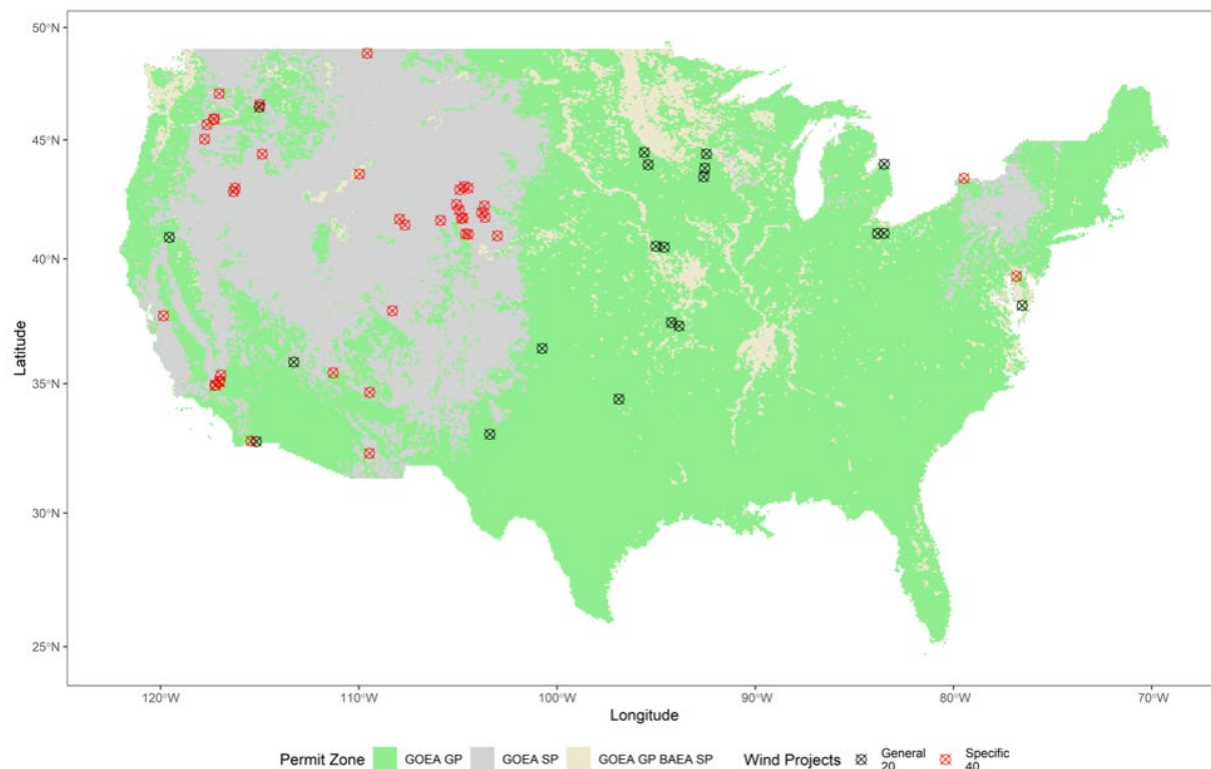 50°N
45°N
40°N
35°N
30°N
25°N
Latitude
120°W 110°W 100°W 90°W 80°W 70°W
Longitude
Permit Zone GOEA GP GOEA SP GOEA GP BAEA SP Wind Projects General Specific
20 40